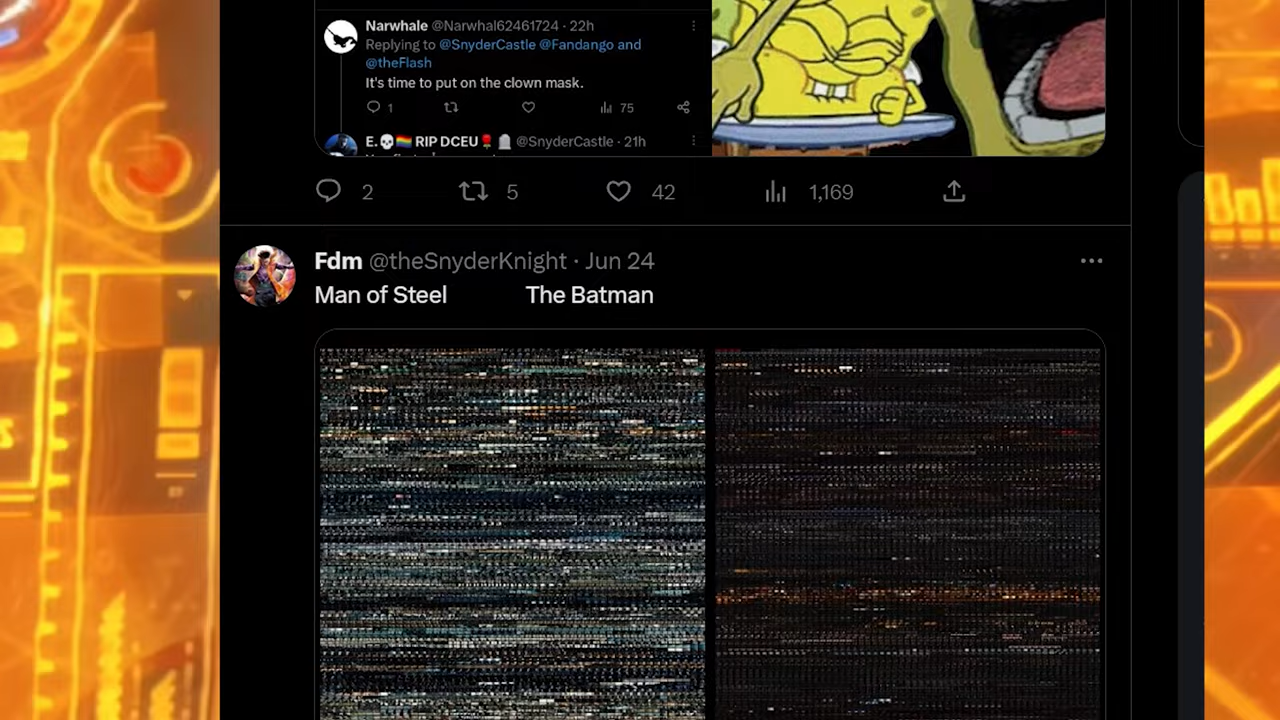 Narwhale @Narwhal62461724 · 22h
Replying to @SnyderCastle @Fandango and
@theFlash
It's time to put on the clown mask.
1 75
E.💀🏳️‍🌈 RIP DCEU🌹🪦 @SnyderCastle · 21h
2 5 42 1,169
Fdm @theSnyderKnight · Jun 24
Man of Steel The Batman